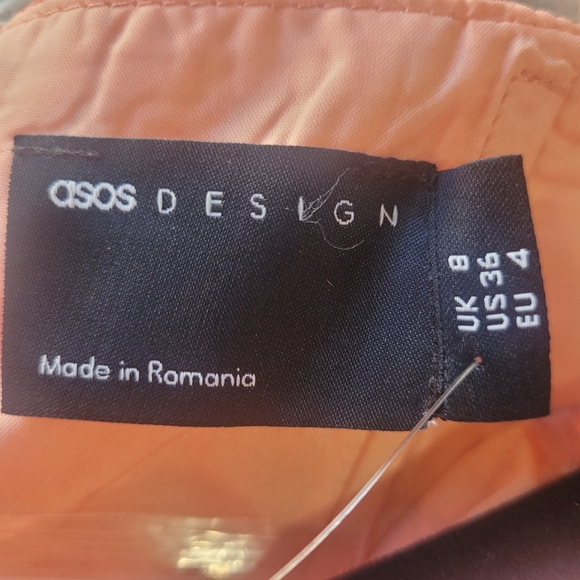 asos DESIGN
Made in Romania
UK 8
US 36
EU 4